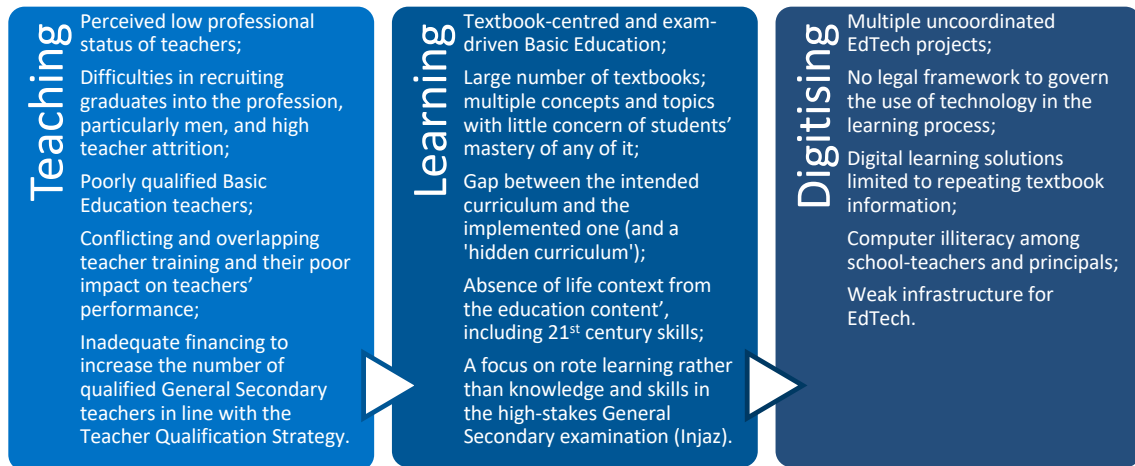 Teaching
Perceived low professional
status of teachers;
Difficulties in recruiting
graduates into the profession,
particularly men, and high
teacher attrition;
Poorly qualified Basic
Education teachers;
Conflicting and overlapping
teacher training and their poor
impact on teachers’
performance;
Inadequate financing to
increase the number of
qualified General Secondary
teachers in line with the
Teacher Qualification Strategy.
Learning
Textbook-centred and exam-
driven Basic Education;
Large number of textbooks;
multiple concepts and topics
with little concern of students’
mastery of any of it;
Gap between the intended
curriculum and the
implemented one (and a
'hidden curriculum');
Absence of life context from
the education content’,
including 21st century skills;
A focus on rote learning rather
than knowledge and skills in
the high-stakes General
Secondary examination (Injaz).
Digitising
Multiple uncoordinated
EdTech projects;
No legal framework to govern
the use of technology in the
learning process;
Digital learning solutions
limited to repeating textbook
information;
Computer illiteracy among
school-teachers and principals;
Weak infrastructure for
EdTech.